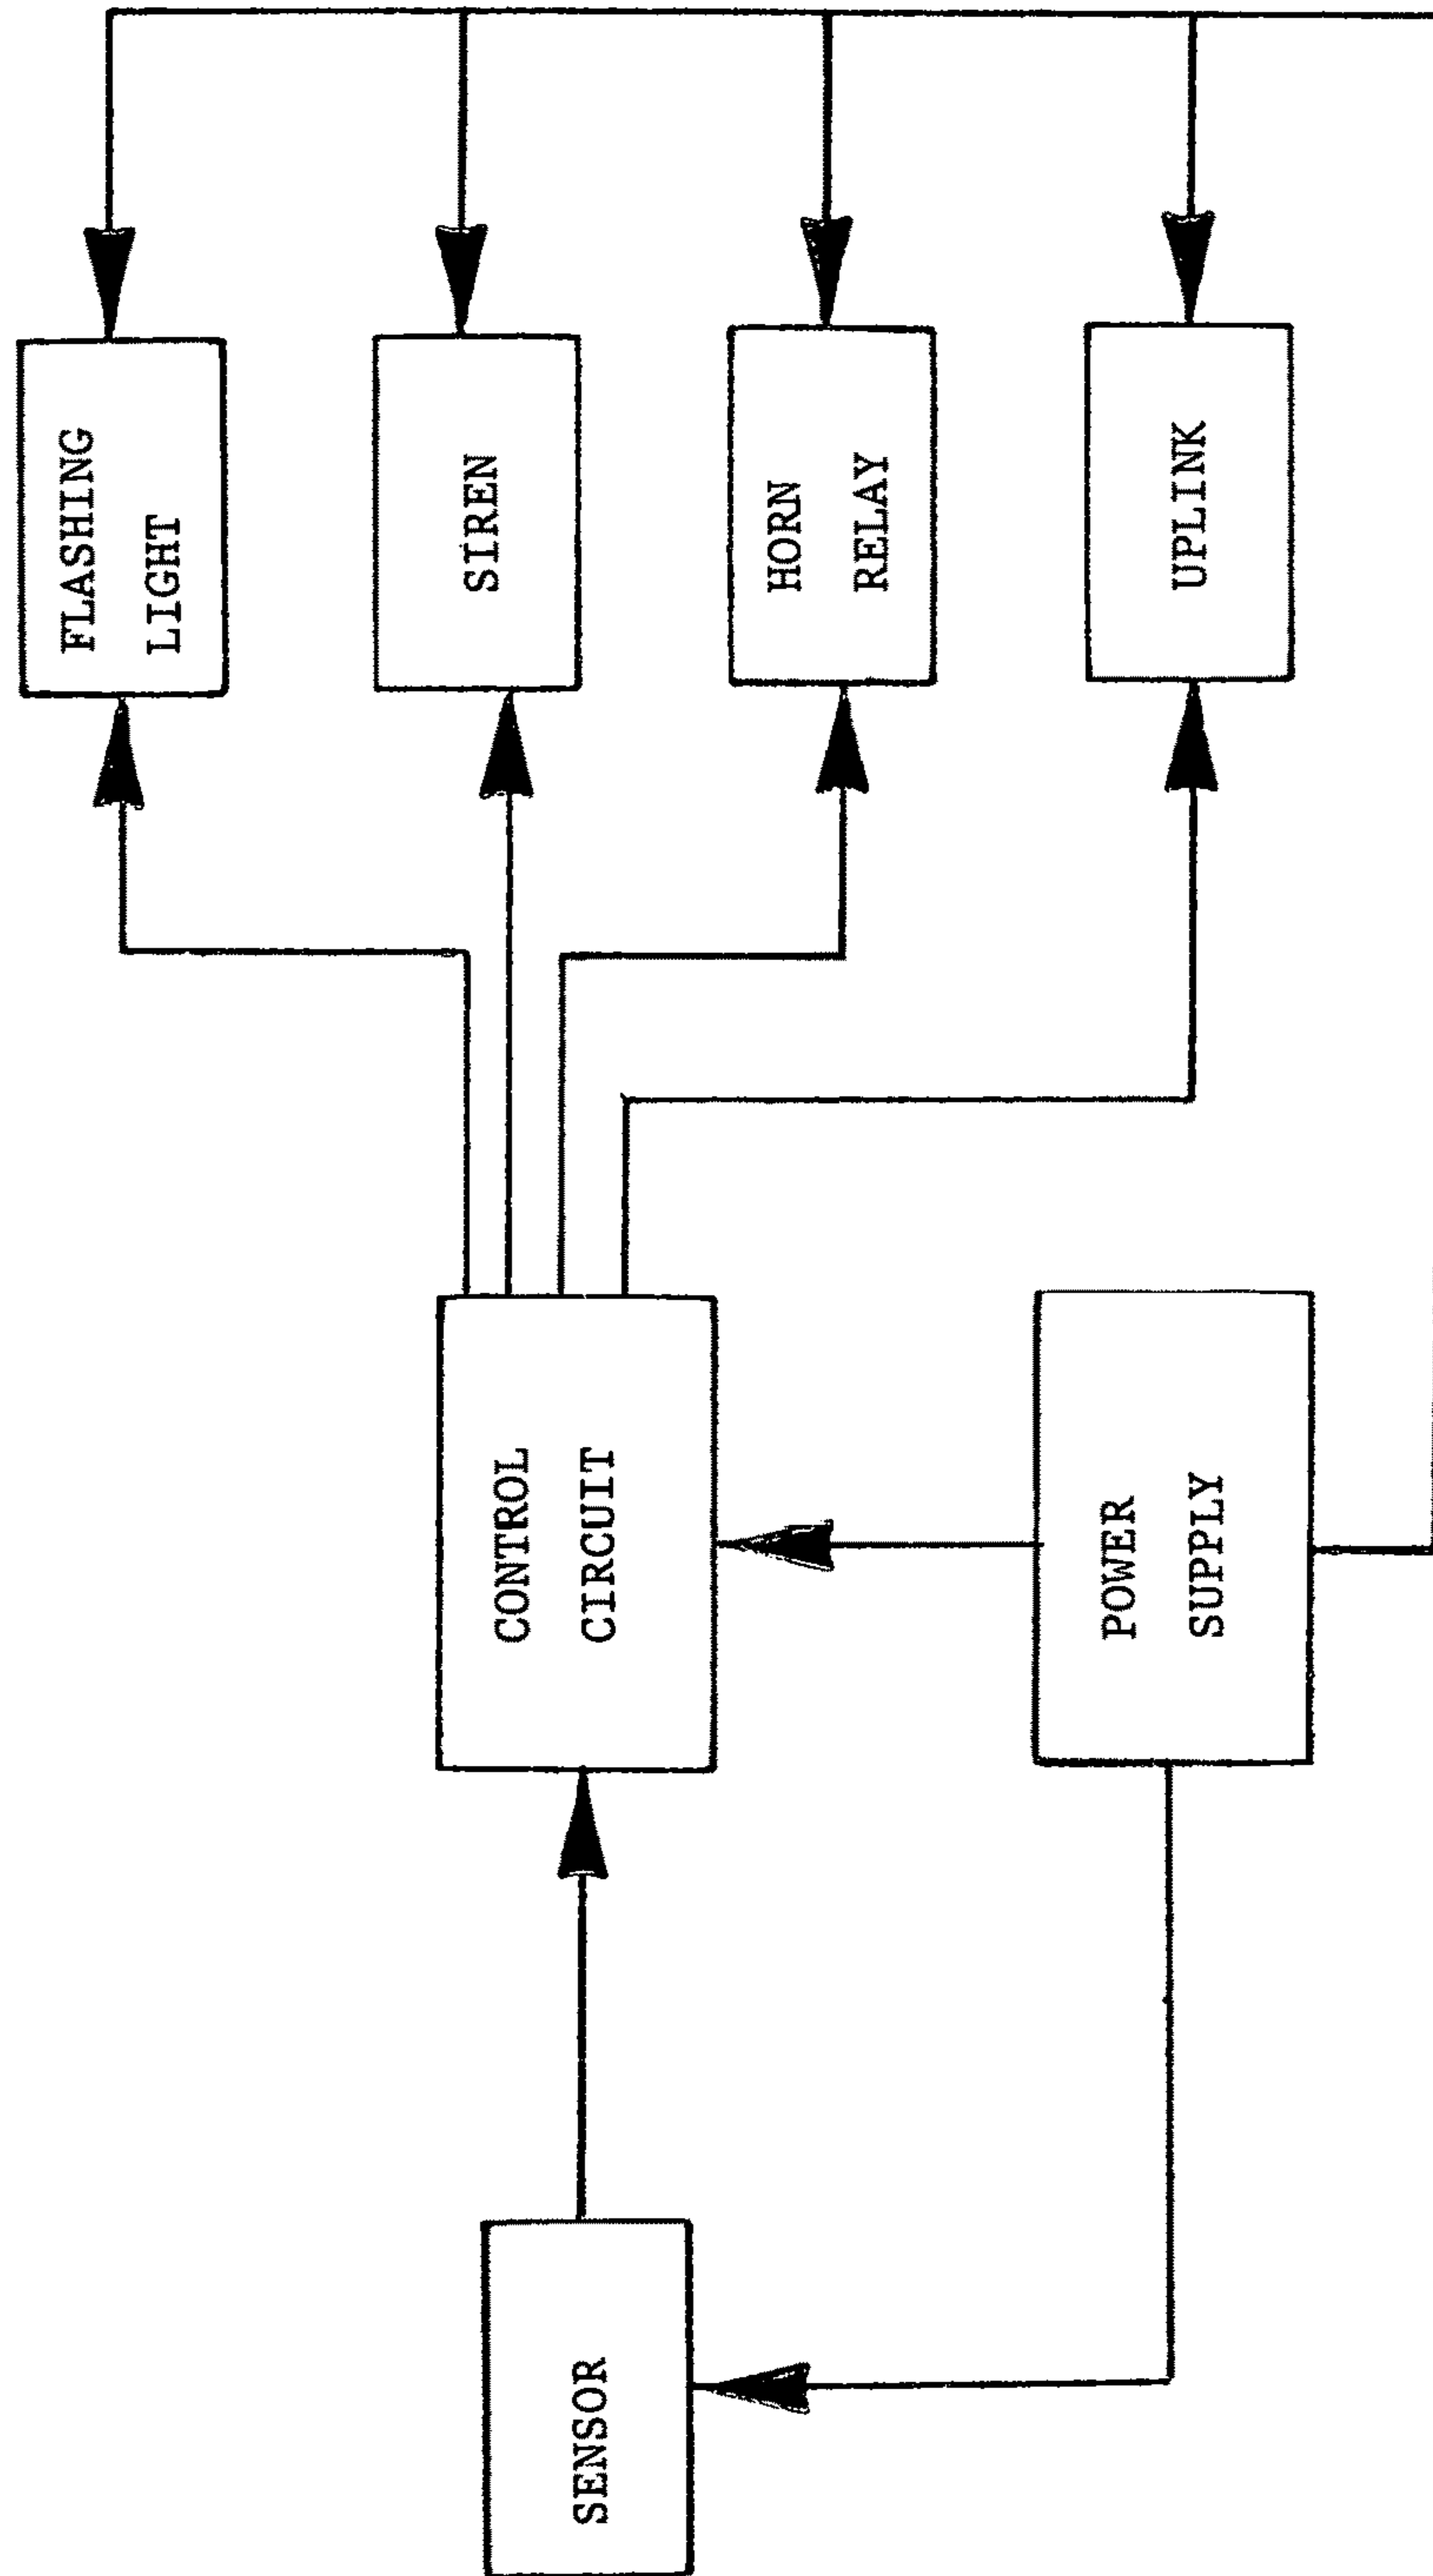 FLASHING
LIGHT
SIREN
HORN
RELAY
UPLINK
CONTROL
CIRCUIT
POWER
SUPPLY
SENSOR